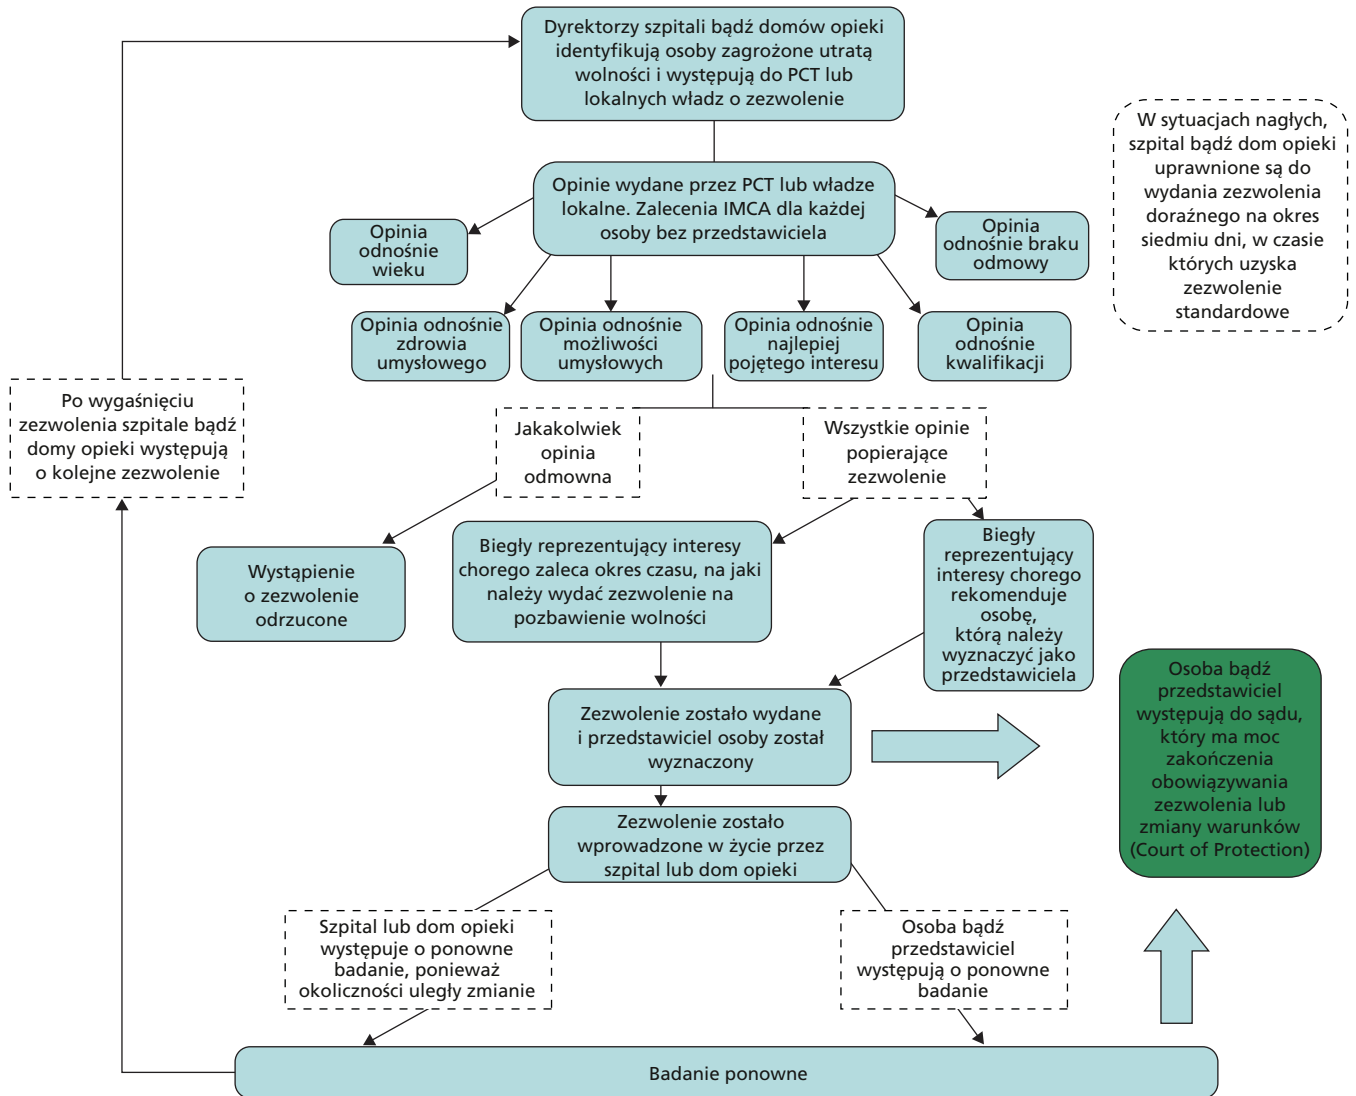 Dyrektorzy szpitali bądź domów opieki
identyfikują osoby zagrożone utratą
wolności i występują do PCT lub
lokalnych władz o zezwolenie
W sytuacjach nagłych,
szpital bądź dom opieki
uprawnione są do
wydania zezwolenia
doraźnego na okres
siedmiu dni, w czasie
których uzyska
zezwolenie
standardowe
Opinie wydane przez PCT lub władze
lokalne. Zalecenia IMCA dla każdej
osoby bez przedstawiciela
Opinia
odnośnie
wieku
Opinia
odnośnie braku
odmowy
Opinia odnośnie
zdrowia
umysłowego
Opinia odnośnie
możliwości
umysłowych
Opinia odnośnie
najlepiej
pojętego interesu
Opinia
odnośnie
kwalifikacji
Po wygaśnięciu
zezwolenia szpitale bądź
domy opieki występują
o kolejne zezwolenie
Jakakolwiek
opinia
odmowna
Wszystkie opinie
popierające
zezwolenie
Wystąpienie
o zezwolenie
odrzucone
Biegły reprezentujący interesy
chorego zaleca okres czasu, na jaki
należy wydać zezwolenie na
pozbawienie wolności
Biegły
reprezentujący
interesy chorego
rekomenduje
osobę,
którą należy
wyznaczyć jako
przedstawiciela
Zezwolenie zostało wydane
i przedstawiciel osoby został
wyznaczony
Osoba bądź
przedstawiciel
występują do sądu,
który ma moc
zakończenia
obowiązywania
zezwolenia lub
zmiany warunków
(Court of Protection)
Zezwolenie zostało
wprowadzone w życie przez
szpital lub dom opieki
Szpital lub dom opieki
występuje o ponowne
badanie, ponieważ
okoliczności uległy zmianie
Osoba bądź
przedstawiciel
występują o ponowne
badanie
Badanie ponowne